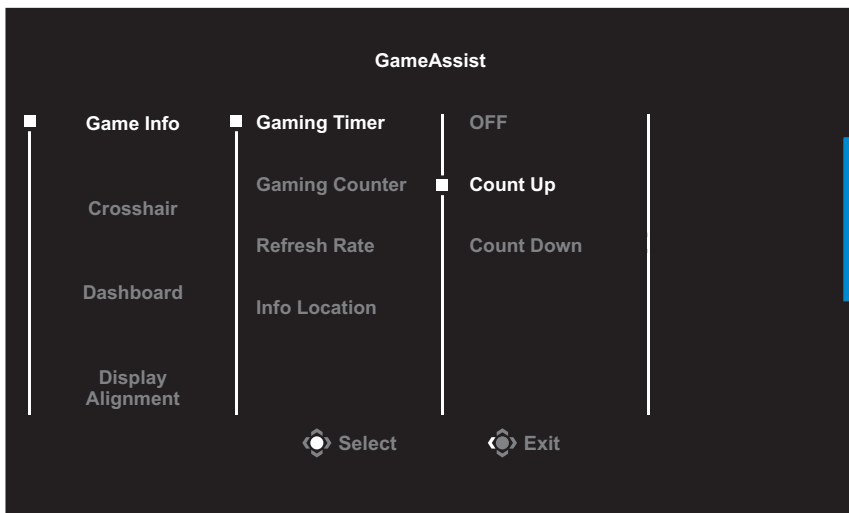 GameAssist
Game Info
Crosshair
Dashboard
Display
Alignment
Gaming Timer
Gaming Counter
Refresh Rate
Info Location
OFF
Count Up
Count Down
Select
Exit